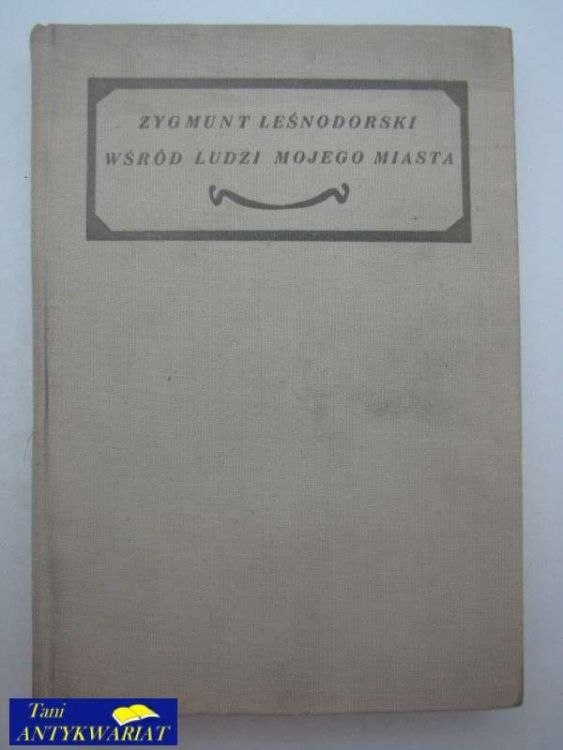 ZYGMUNT LEŚNODORSKI
WŚRÓD LUDZI MOJEGO MIASTA
Tani
ANTYKWARIAT